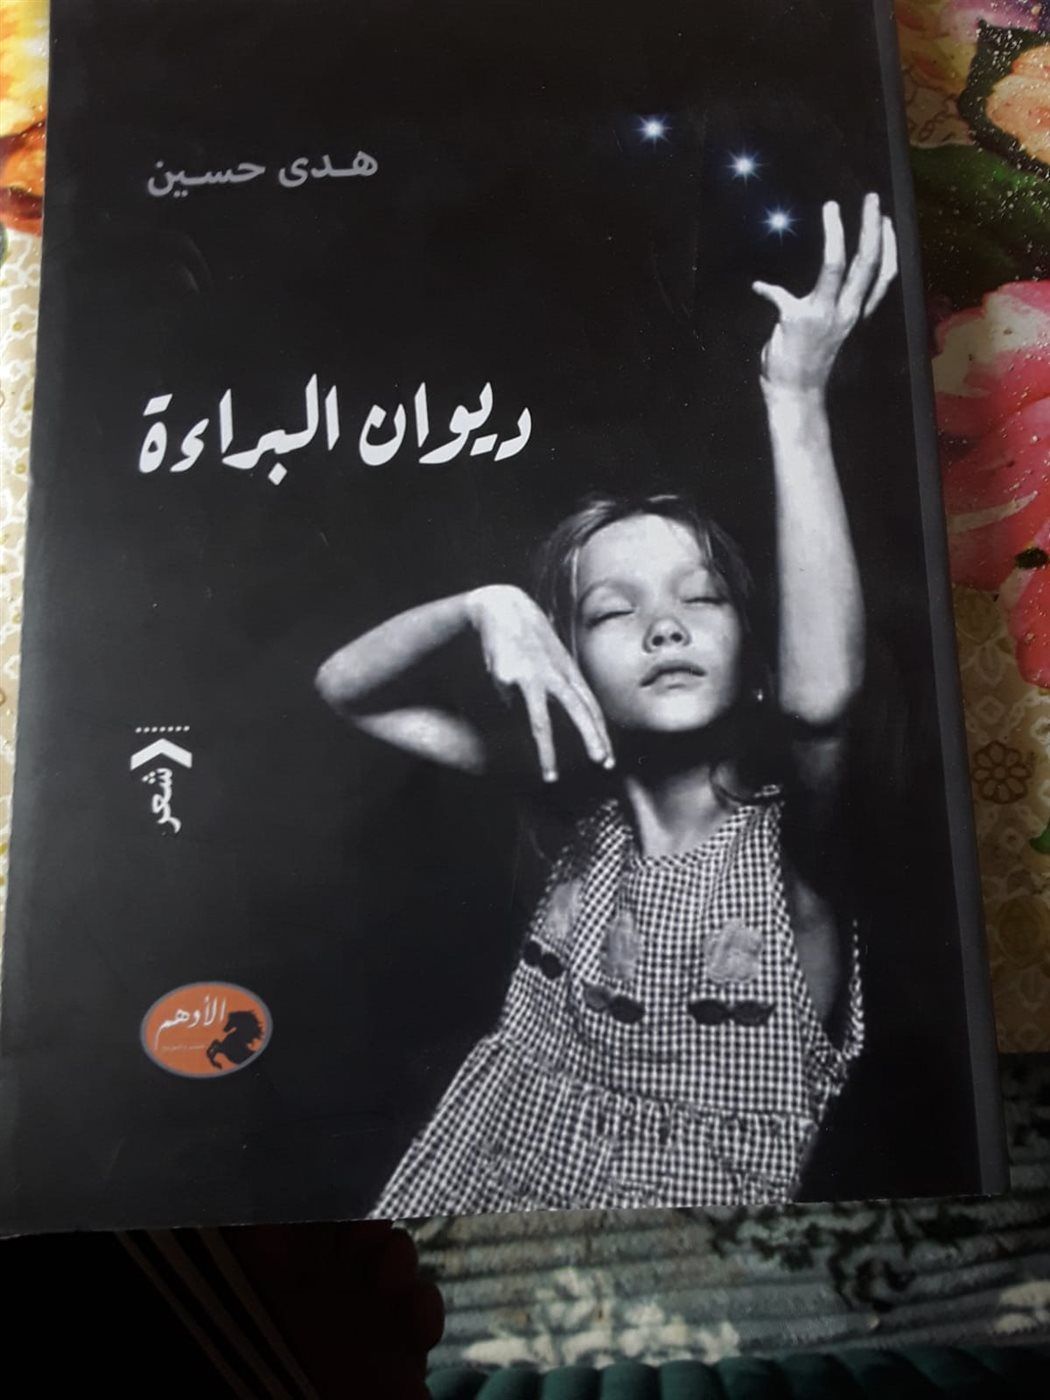 هدى حسين
ديوان البراءة
شعر
الأدهم